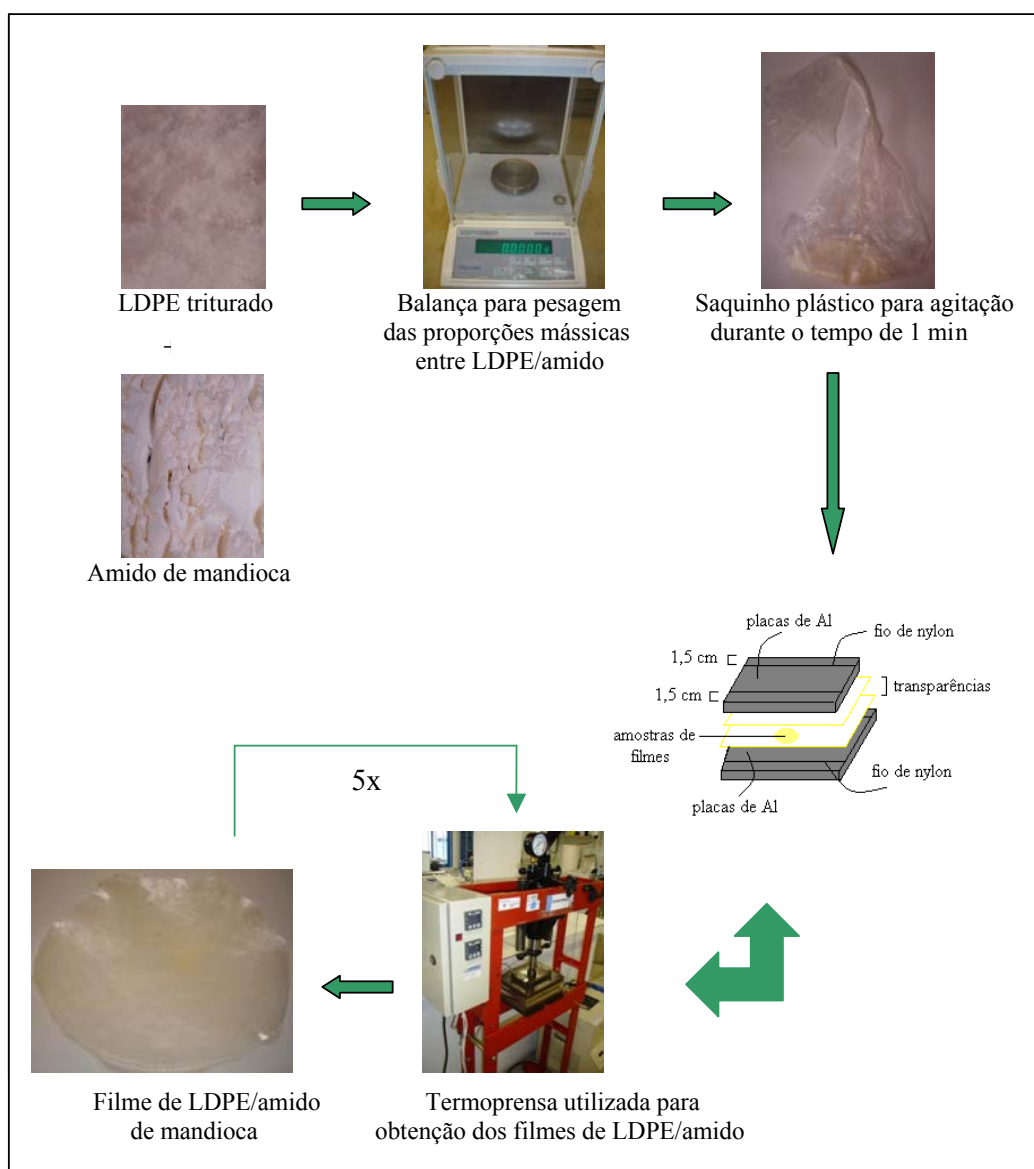 LDPE triturado
Balança para pesagem
das proporções mássicas
entre LDPE/amido
Saquinho plástico para agitação
durante o tempo de 1 min
Amido de mandioca
placas de Al
fio de nylon
1,5 cm
transparências
1,5 cm
amostras de
filmes
fio de nylon
placas de Al
5x
Filme de LDPE/amido
de mandioca
Termoprensa utilizada para
obtenção dos filmes de LDPE/amido